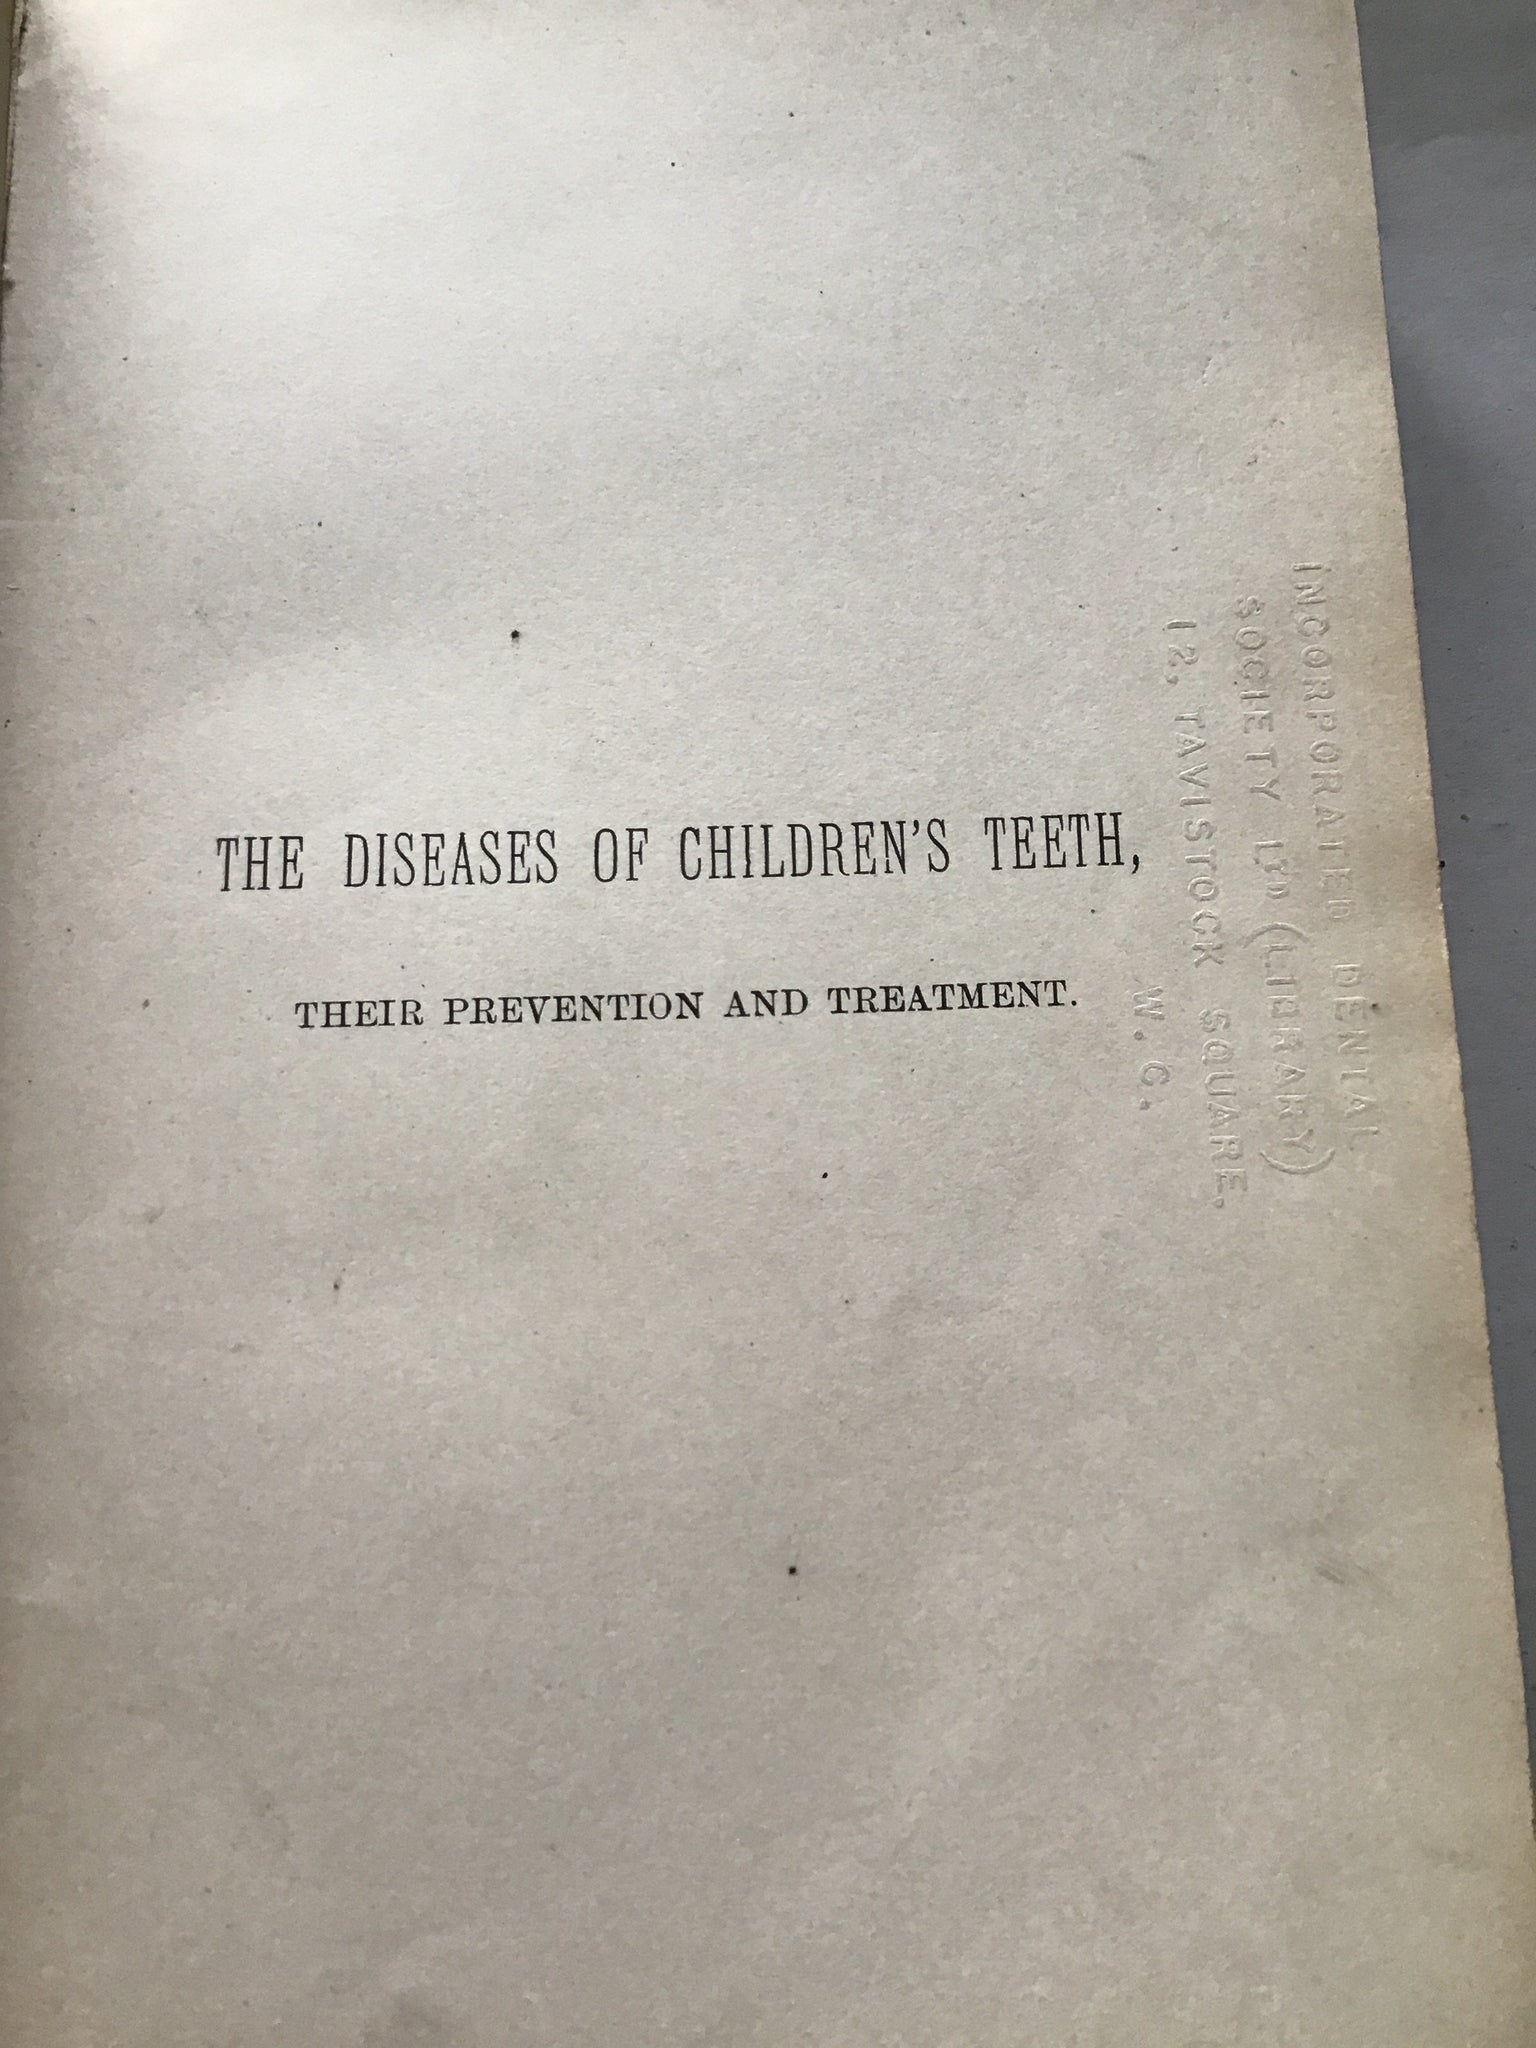 THE DISEASES OF CHILDREN'S TEETH,
THEIR PREVENTION AND TREATMENT.
INCORPORATED DENTAL
SOCIETY LTD (LIBRARY)
12, TAVISTOCK SQUARE.
W. C.